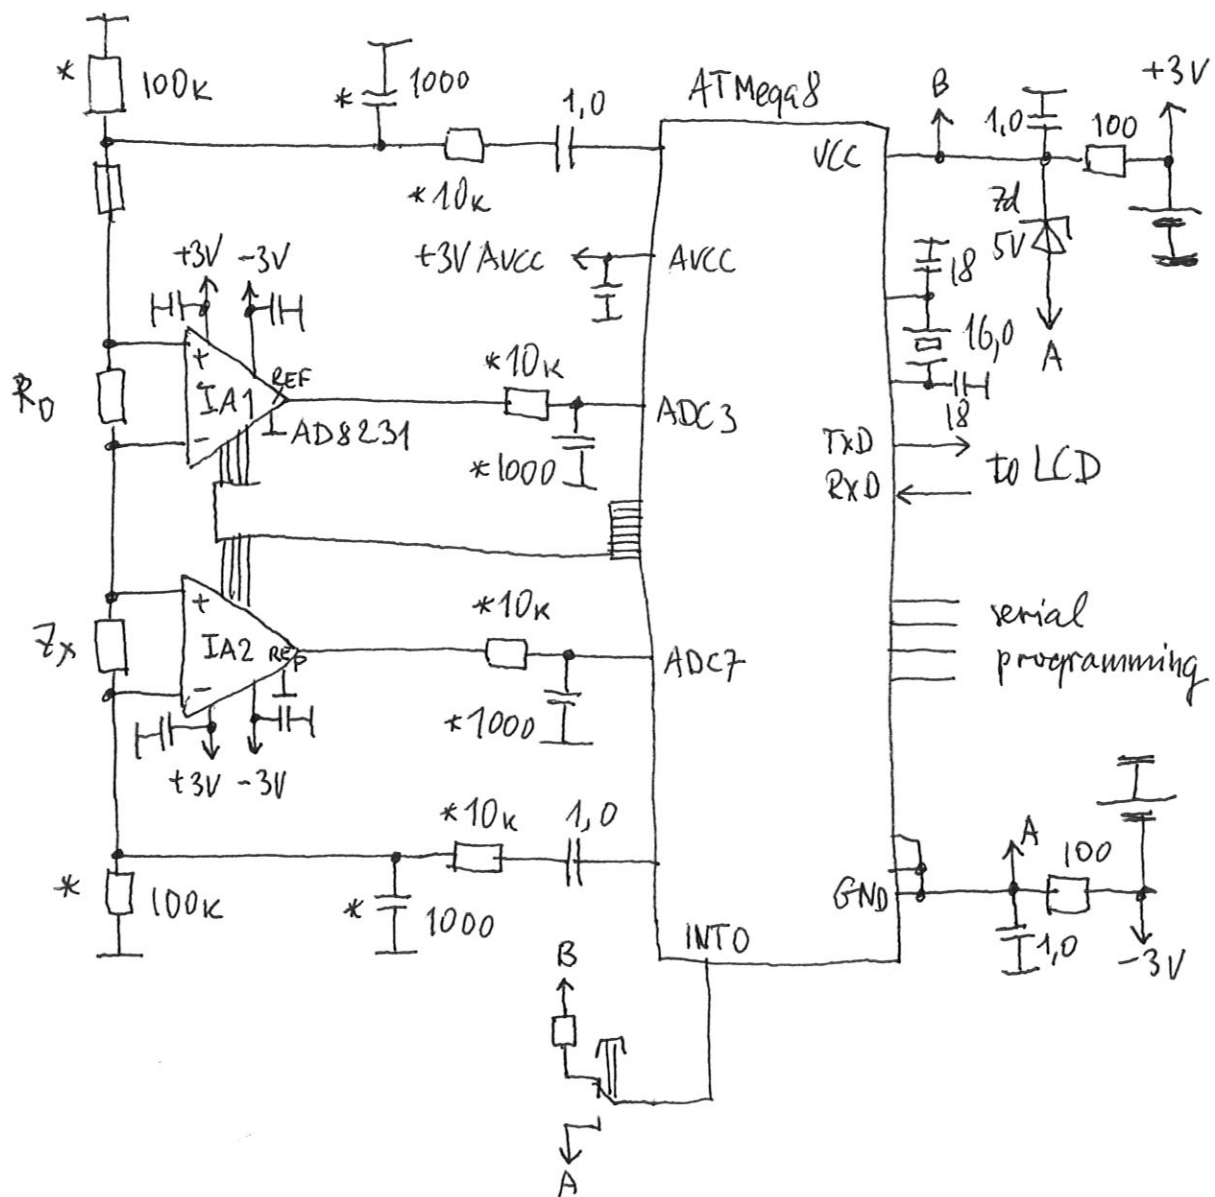 * 100k
* 1000
1,0
*10k
ATMega8
VCC
B
1,0
100
+3V
Zd
5V
A
+3V AVCC
AVCC
18
16,0
18
+3V -3V
+
IA1
REF
-
AD8231
R0
*10k
*1000
ADC3
TXD
RXD
to LCD
+
IA2
REF
-
Zx
+3V -3V
*10k
*1000
ADC7
serial
programming
* 100k
* 1000
*10k
1,0
GND
A
100
1,0
-3V
INT0
B
A